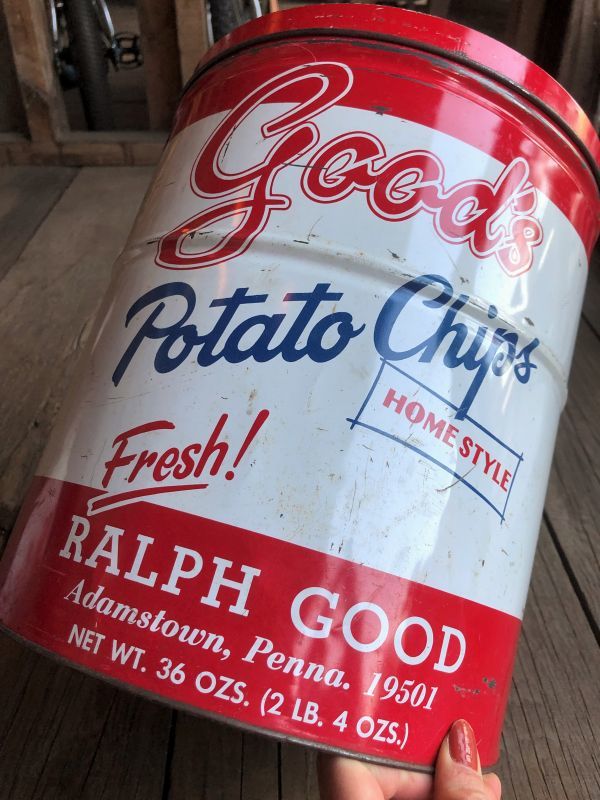 Good's
Potato Chips
HOME STYLE
Fresh!
RALPH GOOD
Adamstown, Penna. 19501
NET WT. 36 OZS. (2 LB. 4 OZS.)